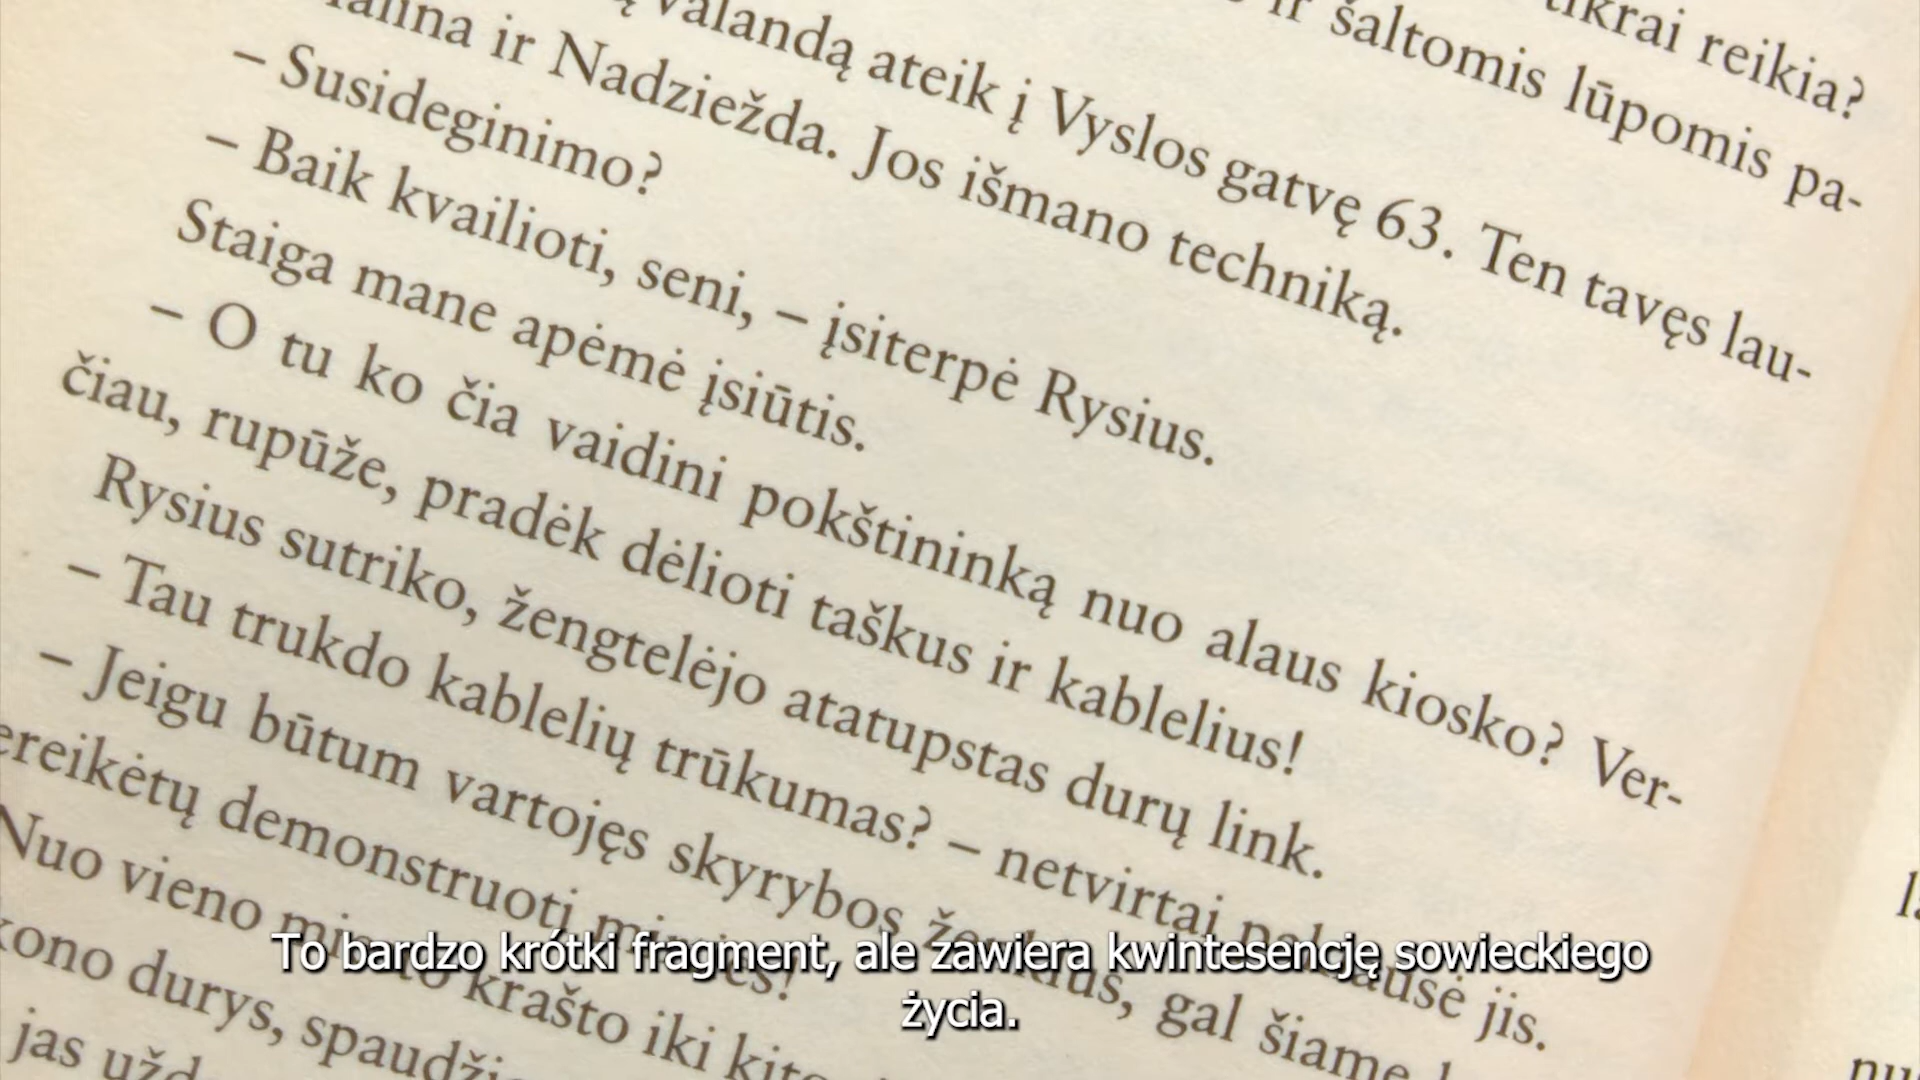 tikrai reikia?
ir šaltomis lūpomis pa-
valandą ateik į Vyslos gatvę 63. Ten tavęs lau-
ir Nadziežda. Jos išmano techniką.
– Susideginimo?
– Baik kvailioti, seni, – įsiterpė Rysius.
Staiga mane apėmė įsiūtis.
– O tu ko čia vaidini pokštininką nuo alaus kiosko? Ver-
čiau, rupūže, pradėk dėlioti taškus ir kablelius!
Rysius sutriko, žengtelėjo atatupstas durų link.
– Tau trukdo kablelių trūkumas? – netvirtai paklausė jis.
– Jeigu būtum vartojęs skyrybos ženklus, gal šiame
demonstruoti
Nuo vieno miesto krašto iki
durys,
jas
To bardzo krótki fragment, ale zawiera kwintesencję sowieckiego
życia.